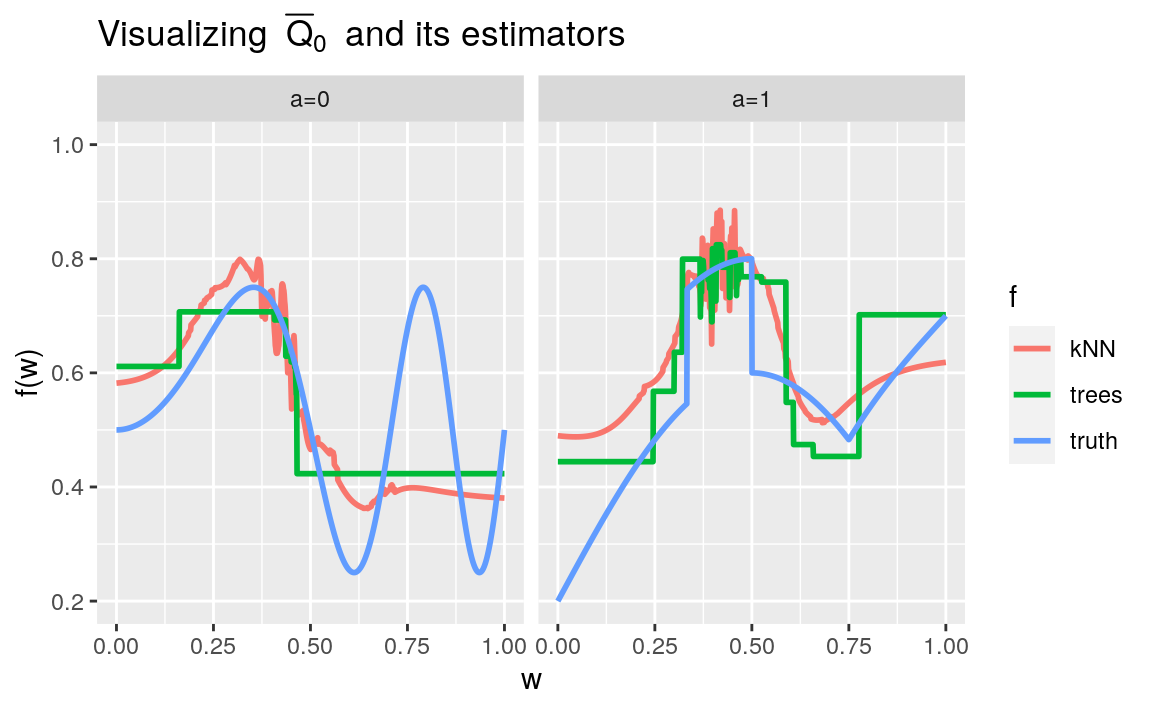 Visualizing Q̅₀ and its estimators
a=0 a=1
1.0
0.8
0.6
0.4
0.2
f(w)
0.00 0.25 0.50 0.75 1.00 0.00 0.25 0.50 0.75 1.00
w
f
kNN
trees
truth